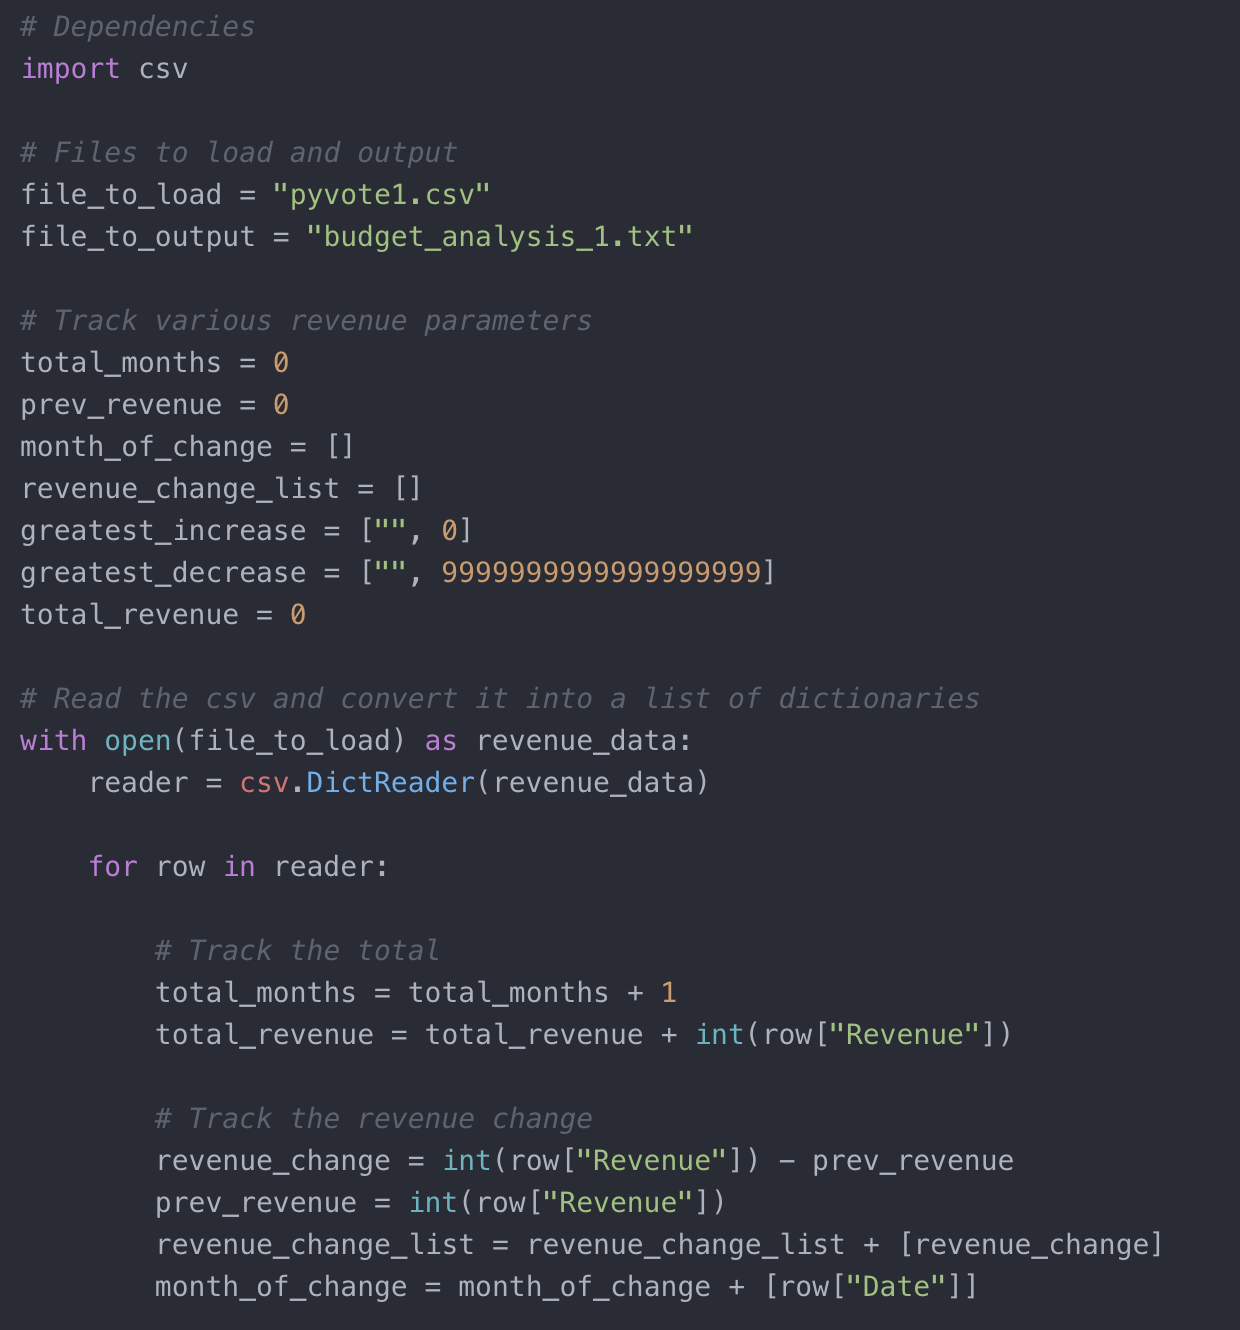 # Dependencies
import csv
# Files to load and output
file_to_load = "pyvote1.csv"
file_to_output = "budget_analysis_1.txt"
# Track various revenue parameters
total_months = 0
prev_revenue = 0
month_of_change = []
revenue_change_list = []
greatest_increase = ["", 0]
greatest_decrease = ["", 9999999999999999999]
total_revenue = 0
# Read the csv and convert it into a list of dictionaries
with open(file_to_load) as revenue_data:
    reader = csv.DictReader(revenue_data)
    for row in reader:
        # Track the total
        total_months = total_months + 1
        total_revenue = total_revenue + int(row["Revenue"])
        # Track the revenue change
        revenue_change = int(row["Revenue"]) - prev_revenue
        prev_revenue = int(row["Revenue"])
        revenue_change_list = revenue_change_list + [revenue_change]
        month_of_change = month_of_change + [row["Date"]]